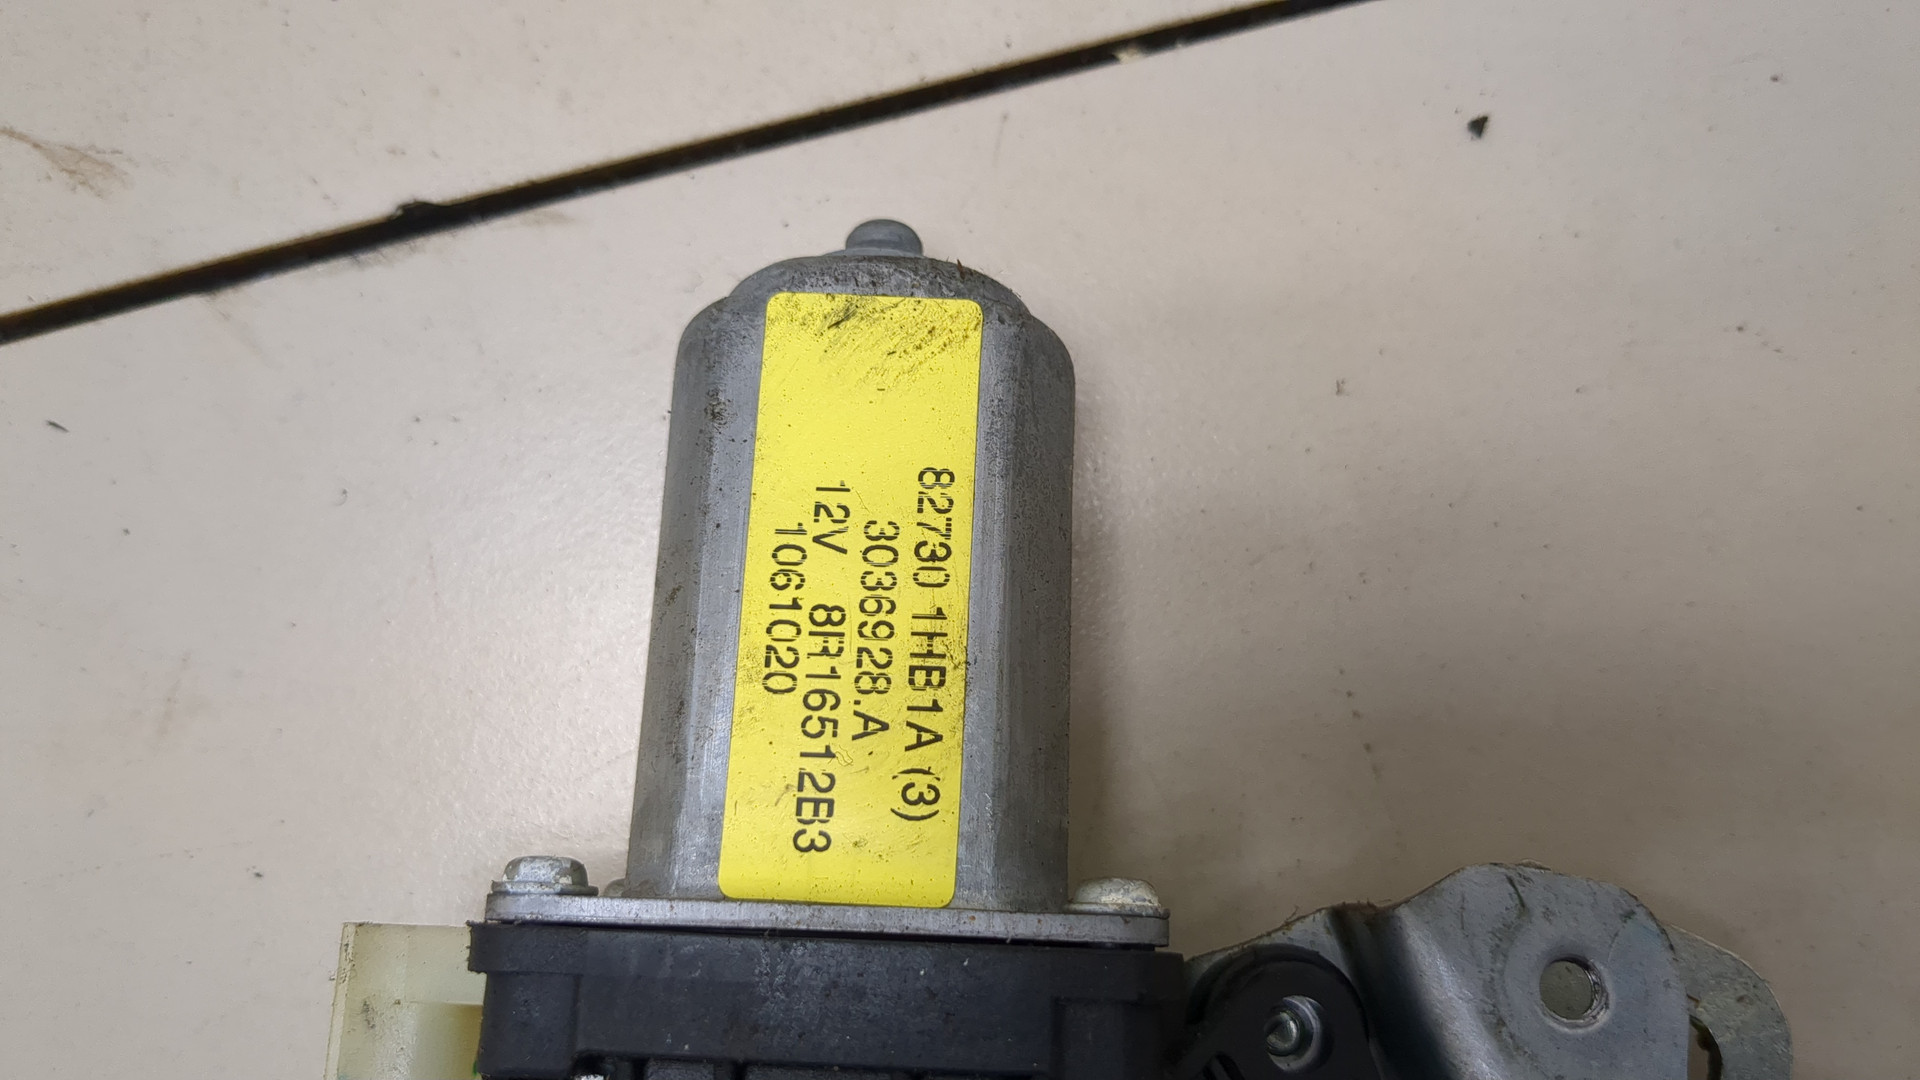 82730 1HB1A (3)
3036928.A
12V 8R16512B3
1061020